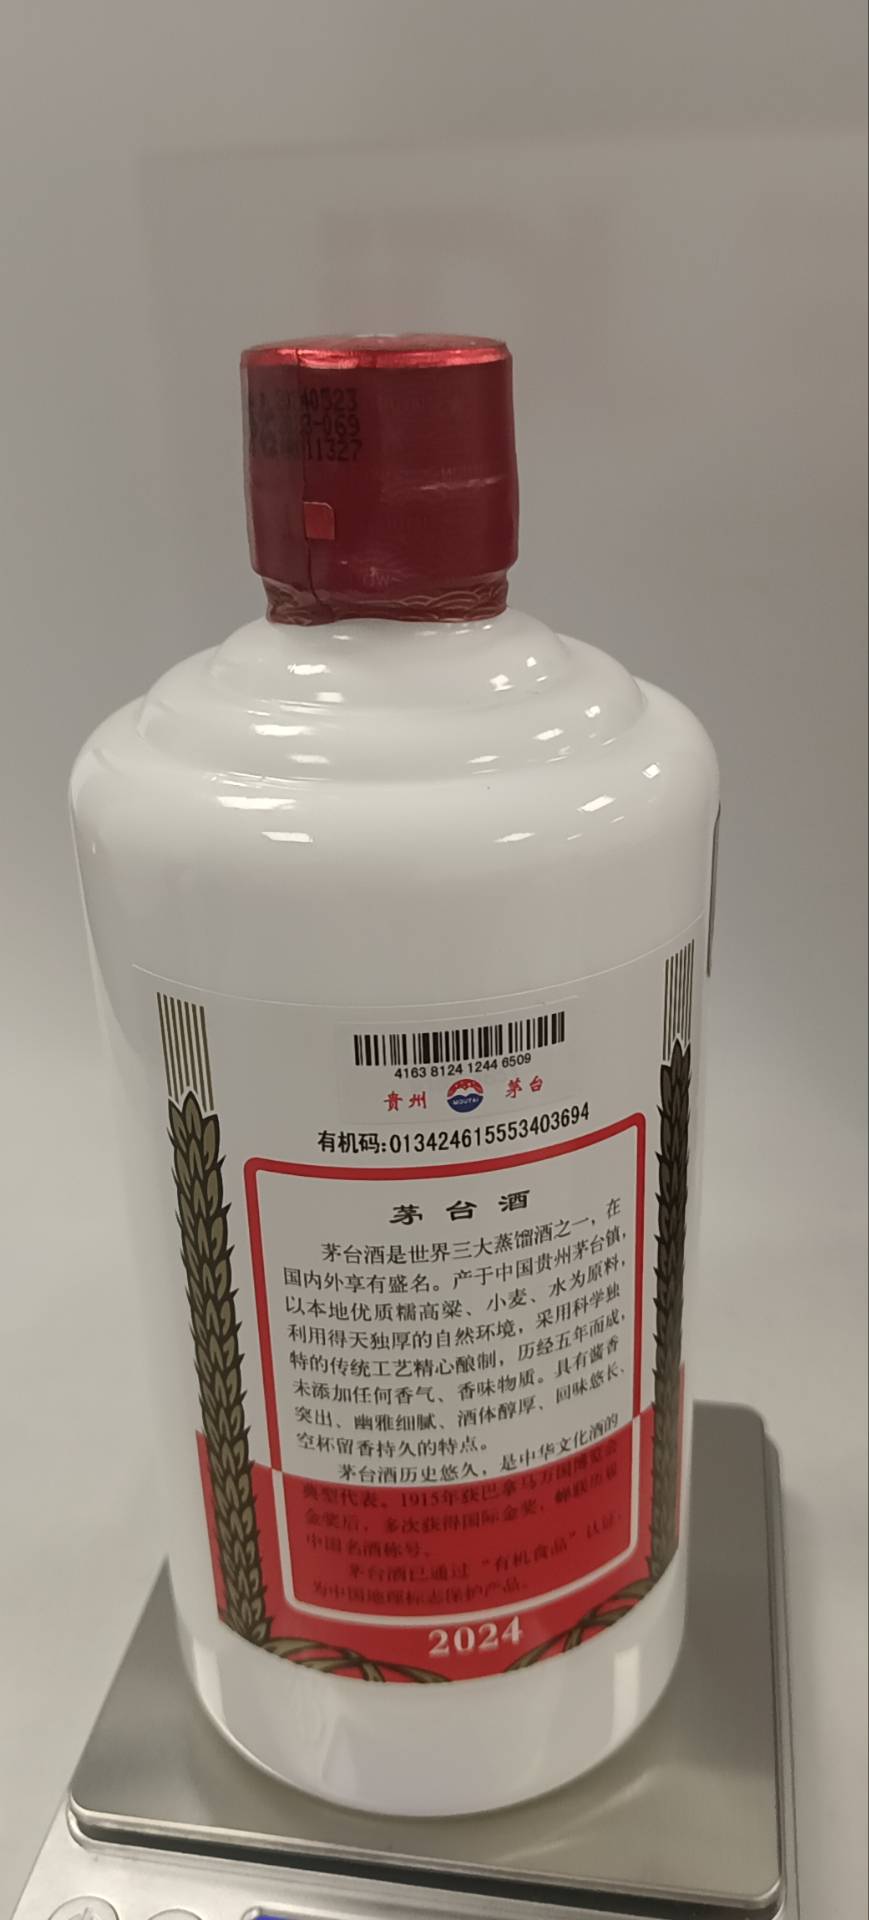 40523
3-069
11327
4163 8124 1244 6509
贵州 MOUTAI 茅台
有机码:013424615553403694
茅台酒
茅台酒是世界三大蒸馏酒之一，在
国内外享有盛名。产于中国贵州茅台镇，
以本地优质糯高粱、小麦、水为原料，
利用得天独厚的自然环境，采用科学独
特的传统工艺精心酿制，历经五年而成，
未添加任何香气、香味物质。具有酱香
突出、幽雅细腻、酒体醇厚、回味悠长、
空杯留香持久的特点。
茅台酒历史悠久，是中华文化酒的
典型代表。1915年获巴拿马万国博览会
金奖后，多次获得国际金奖，蝉联历届
中国名酒称号。
茅台酒已通过“有机食品”认证，
为中国地理标志保护产品。
2024